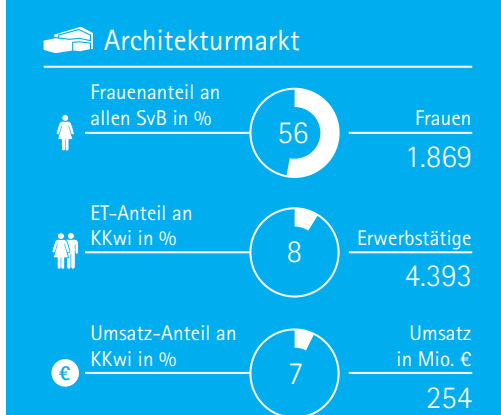 Architekturmarkt
Frauenanteil an
allen SvB in %
56
Frauen
1.869
ET-Anteil an
KKwi in %
8
Erwerbstätige
4.393
Umsatz-Anteil an
KKwi in %
€
7
Umsatz
in Mio. €
254